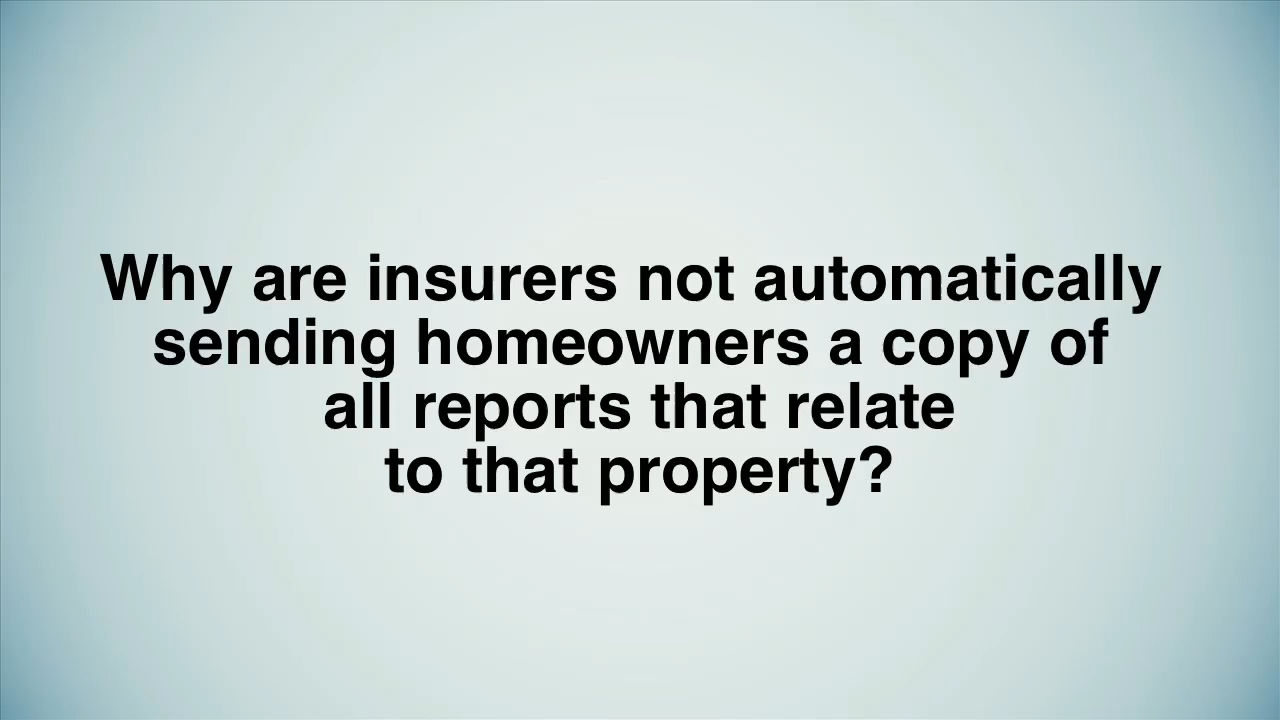 Why are insurers not automatically
sending homeowners a copy of
all reports that relate
to that property?